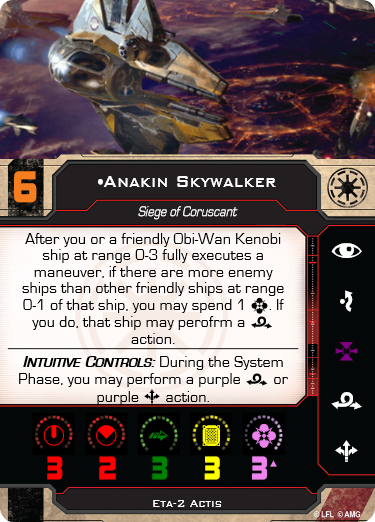 6
•Anakin Skywalker
Siege of Coruscant
After you or a friendly Obi-Wan Kenobi
ship at range 0-3 fully executes a
maneuver, if there are more enemy
ships than other friendly ships at range
0-1 of that ship, you may spend 1 . If
you do, that ship may perofrm a
action.
Intuitive Controls: During the System
Phase, you may perform a purple or
purple action.
3 2 3 3 3
Eta-2 Actis
© LFL © AMG